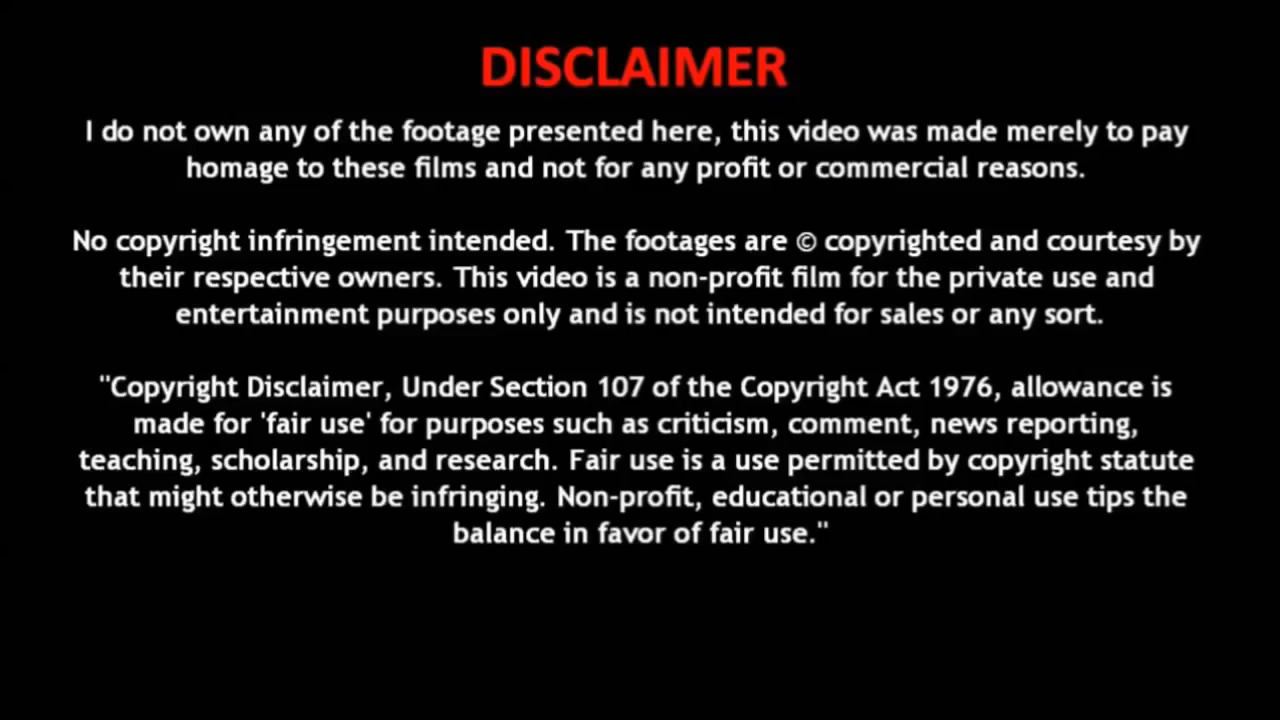 DISCLAIMER
I do not own any of the footage presented here, this video was made merely to pay
homage to these films and not for any profit or commercial reasons.
No copyright infringement intended. The footages are © copyrighted and courtesy by
their respective owners. This video is a non-profit film for the private use and
entertainment purposes only and is not intended for sales or any sort.
"Copyright Disclaimer, Under Section 107 of the Copyright Act 1976, allowance is
made for 'fair use' for purposes such as criticism, comment, news reporting,
teaching, scholarship, and research. Fair use is a use permitted by copyright statute
that might otherwise be infringing. Non-profit, educational or personal use tips the
balance in favor of fair use."